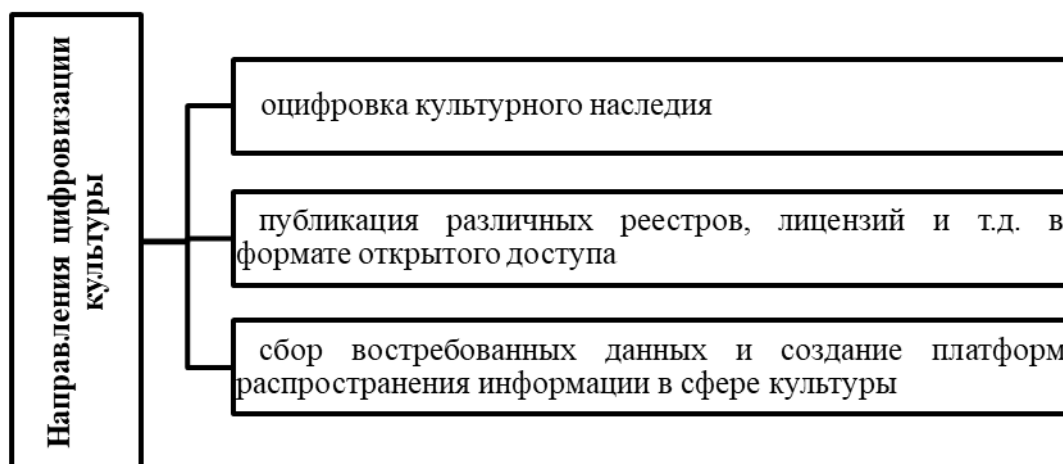 Направления цифровизации
культуры
оцифровка культурного наследия
публикация различных реестров, лицензий и т.д. в
формате открытого доступа
сбор востребованных данных и создание платформ
распространения информации в сфере культуры